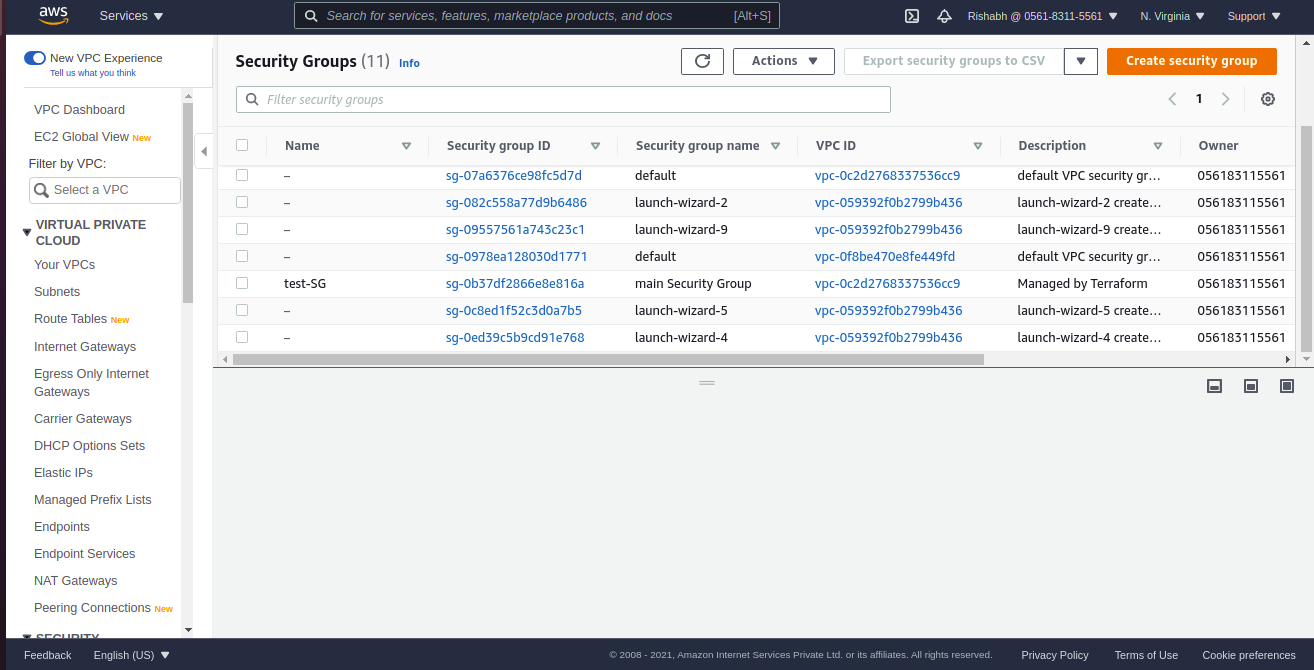 aws Services Search for services, features, marketplace products, and docs [Alt+S] Rishabh @ 0561-8311-5561 N. Virginia Support
New VPC Experience
Tell us what you think
VPC Dashboard
EC2 Global View New
Filter by VPC:
Select a VPC
VIRTUAL PRIVATE
CLOUD
Your VPCs
Subnets
Route Tables New
Internet Gateways
Egress Only Internet
Gateways
Carrier Gateways
DHCP Options Sets
Elastic IPs
Managed Prefix Lists
Endpoints
Endpoint Services
NAT Gateways
Peering Connections New
SECURITY
Security Groups (11) Info Actions Export security groups to CSV Create security group
Filter security groups 1
Name Security group ID Security group name VPC ID Description Owner
– sg-07a6376ce98fc5d7d default vpc-0c2d2768337536cc9 default VPC security gr... 056183115561
– sg-082c558a77d9b6486 launch-wizard-2 vpc-059392f0b2799b436 launch-wizard-2 create... 056183115561
– sg-09557561a743c23c1 launch-wizard-9 vpc-059392f0b2799b436 launch-wizard-9 create... 056183115561
– sg-0978ea128030d1771 default vpc-0f8be470e8fe449fd default VPC security gr... 056183115561
test-SG sg-0b37df2866e8e816a main Security Group vpc-0c2d2768337536cc9 Managed by Terraform 056183115561
– sg-0c8ed1f52c3d0a7b5 launch-wizard-5 vpc-059392f0b2799b436 launch-wizard-5 create... 056183115561
– sg-0ed39c5b9cd91e768 launch-wizard-4 vpc-059392f0b2799b436 launch-wizard-4 create... 056183115561
Feedback English (US) © 2008 - 2021, Amazon Internet Services Private Ltd. or its affiliates. All rights reserved. Privacy Policy Terms of Use Cookie preferences